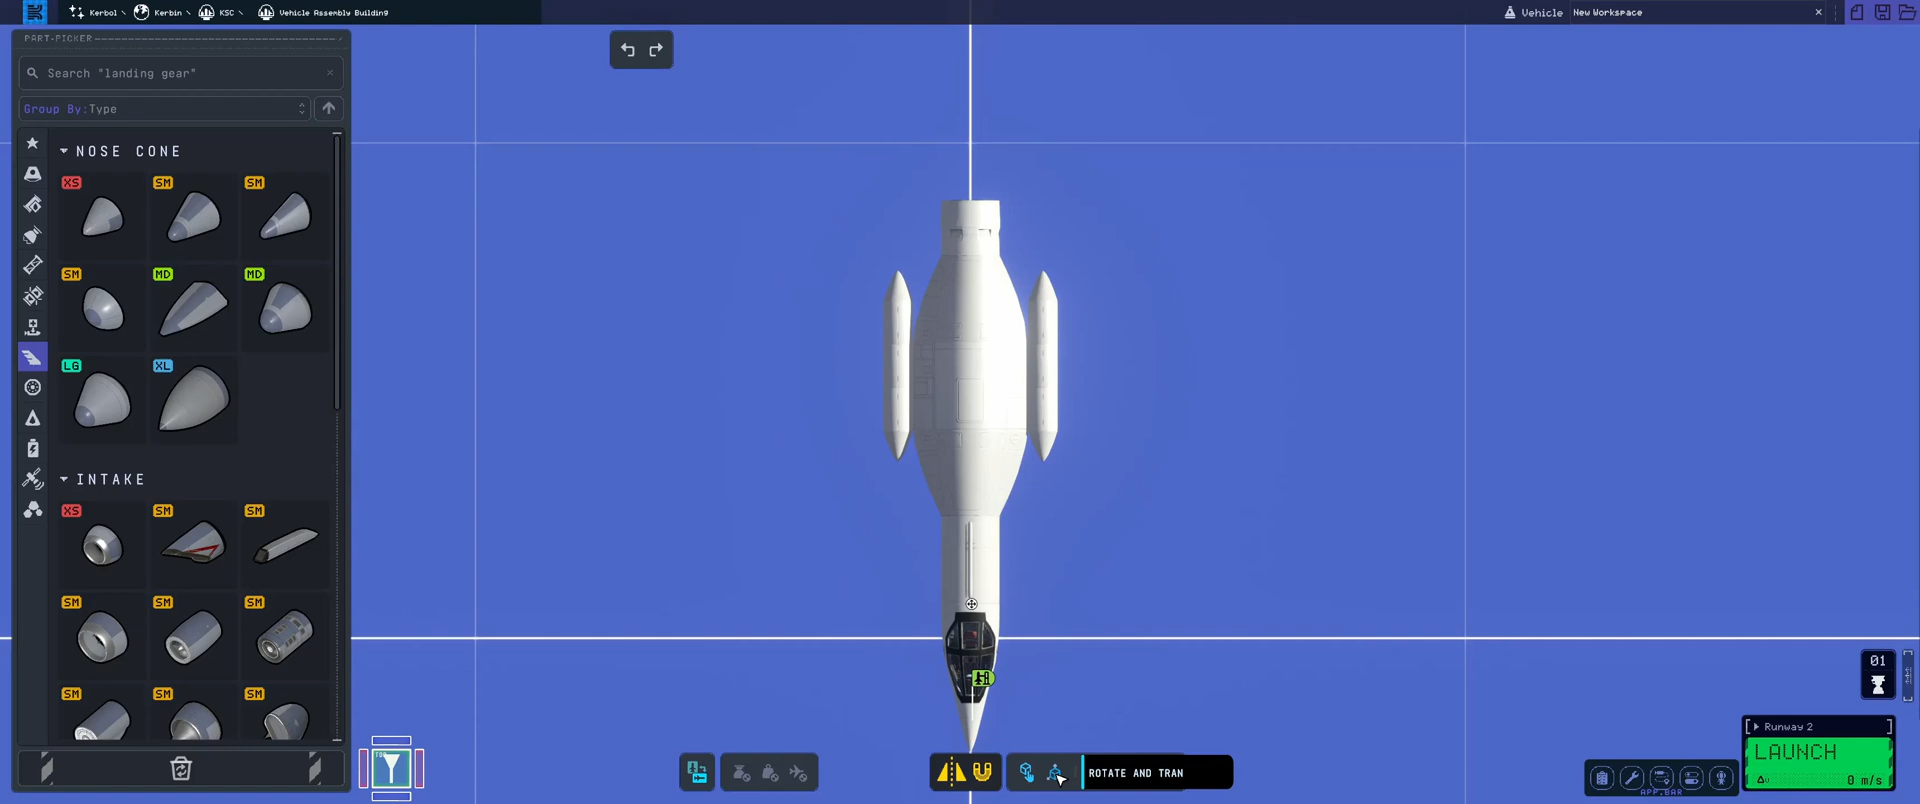 Kerbol
Kerbin
KSC
Vehicle Assembly Building
Vehicle
New Workspace
PART-PICKER
Search "landing gear"
Group By: Type
NOSE CONE
XS
SM
SM
SM
MD
MD
LG
XL
INTAKE
XS
SM
SM
SM
SM
SM
SM
SM
SM
TOP
ROTATE AND TRAN
01
Runway 2
LAUNCH
Δv 0 m/s
APP.BAR